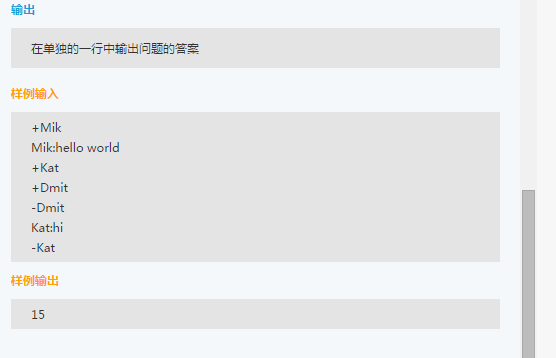 输出
在单独的一行中输出问题的答案
样例输入
+Mik
Mik:hello world
+Kat
+Dmit
-Dmit
Kat:hi
-Kat
样例输出
15